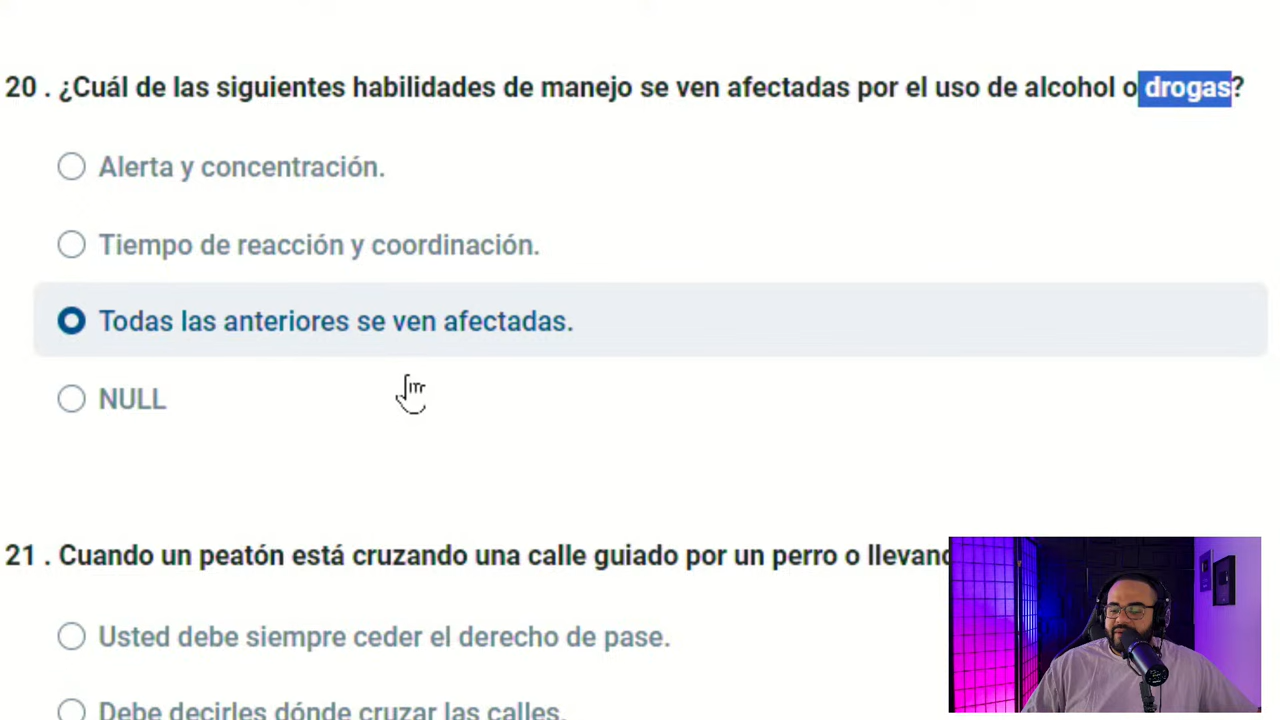 20 . ¿Cuál de las siguientes habilidades de manejo se ven afectadas por el uso de alcohol o drogas?
Alerta y concentración.
Tiempo de reacción y coordinación.
Todas las anteriores se ven afectadas.
NULL
21 . Cuando un peatón está cruzando una calle guiado por un perro o llevand
Usted debe siempre ceder el derecho de pase.
Debe decirles dónde cruzar las calles.